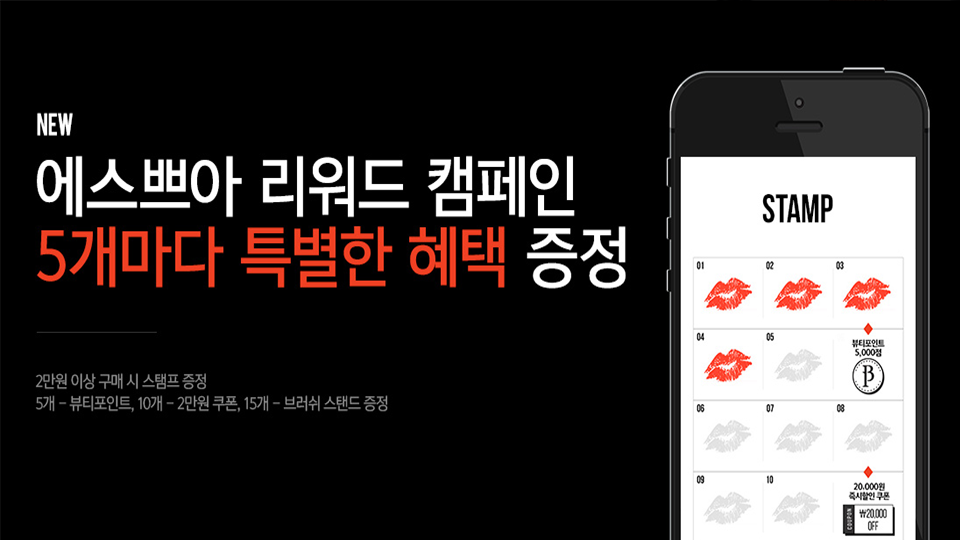 NEW
에스쁘아 리워드 캠페인
5개마다 특별한 혜택 증정
2만원 이상 구매 시 스탬프 증정
5개 – 뷰티포인트, 10개 – 2만원 쿠폰, 15개 – 브러쉬 스탠드 증정
STAMP
01 02 03
04 05 뷰티포인트
5,000점
B
06 07 08
09 10 20,000원
즉시할인 쿠폰
COUPON
₩20,000
OFF